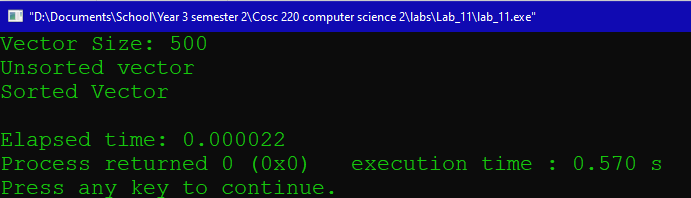 "D:\Documents\School\Year 3 semester 2\Cosc 220 computer science 2\labs\Lab_11\lab_11.exe"
Vector Size: 500
Unsorted vector
Sorted Vector
Elapsed time: 0.000022
Process returned 0 (0x0)   execution time : 0.570 s
Press any key to continue.